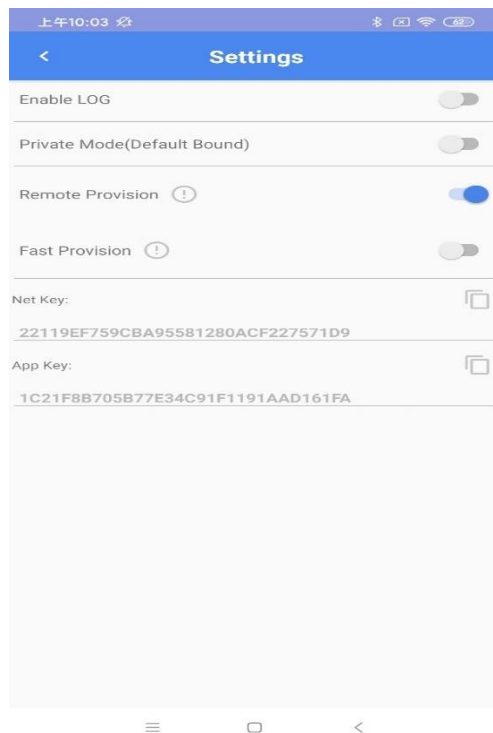 上午10:03
62
Settings
Enable LOG
Private Mode(Default Bound)
Remote Provision
Fast Provision
Net Key:
22119EF759CBA95581280ACF227571D9
App Key:
1C21F8B705B77E34C91F1191AAD161FA